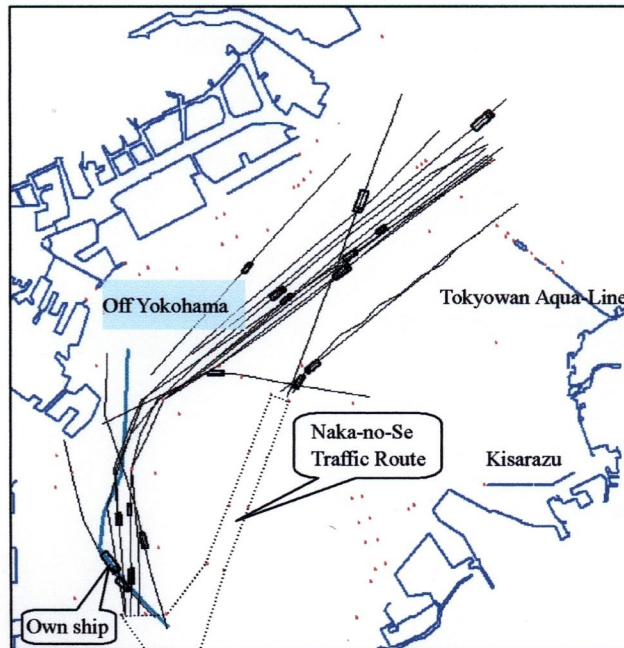 Off Yokohama
Tokyowan Aqua-Line
Naka-no-Se
Traffic Route
Kisarazu
Own ship